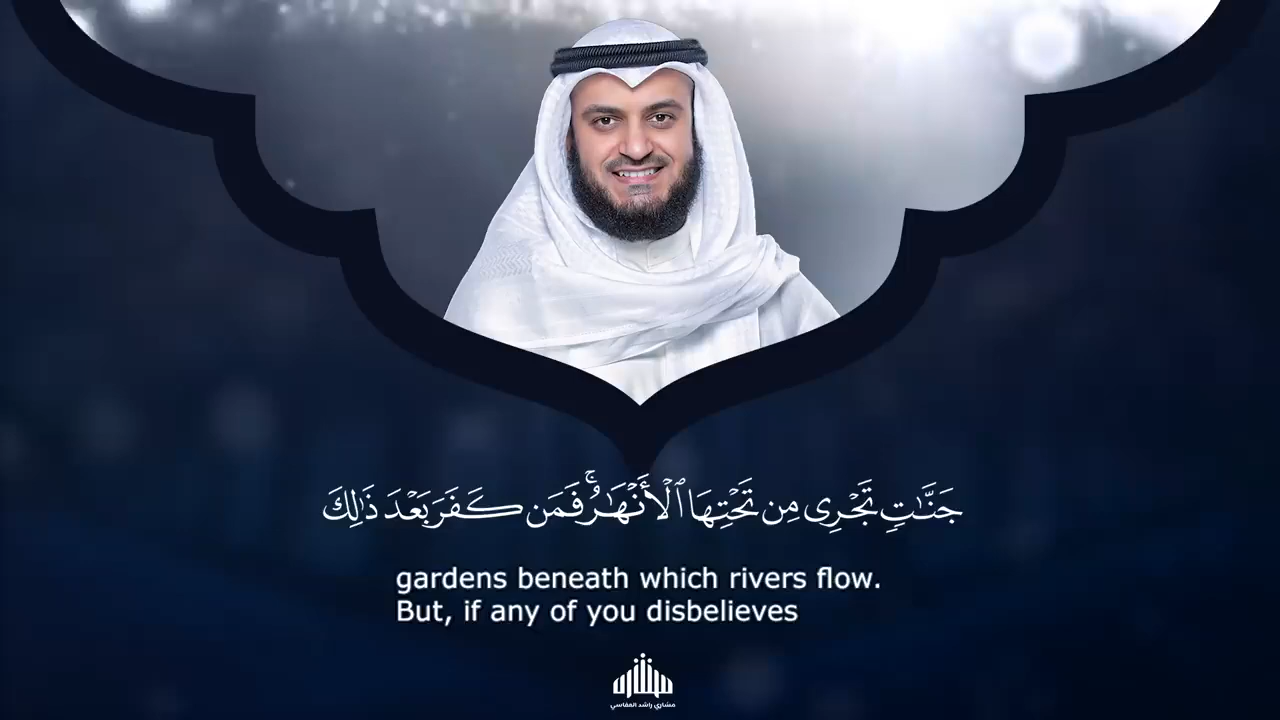 جَنَّـٰتٍ تَجْرِى مِن تَحْتِهَا ٱلْأَنْهَـٰرُ ۚ فَمَن كَفَرَ بَعْدَ ذَٰلِكَ
gardens beneath which rivers flow.
But, if any of you disbelieves
مشاري راشد العفاسي